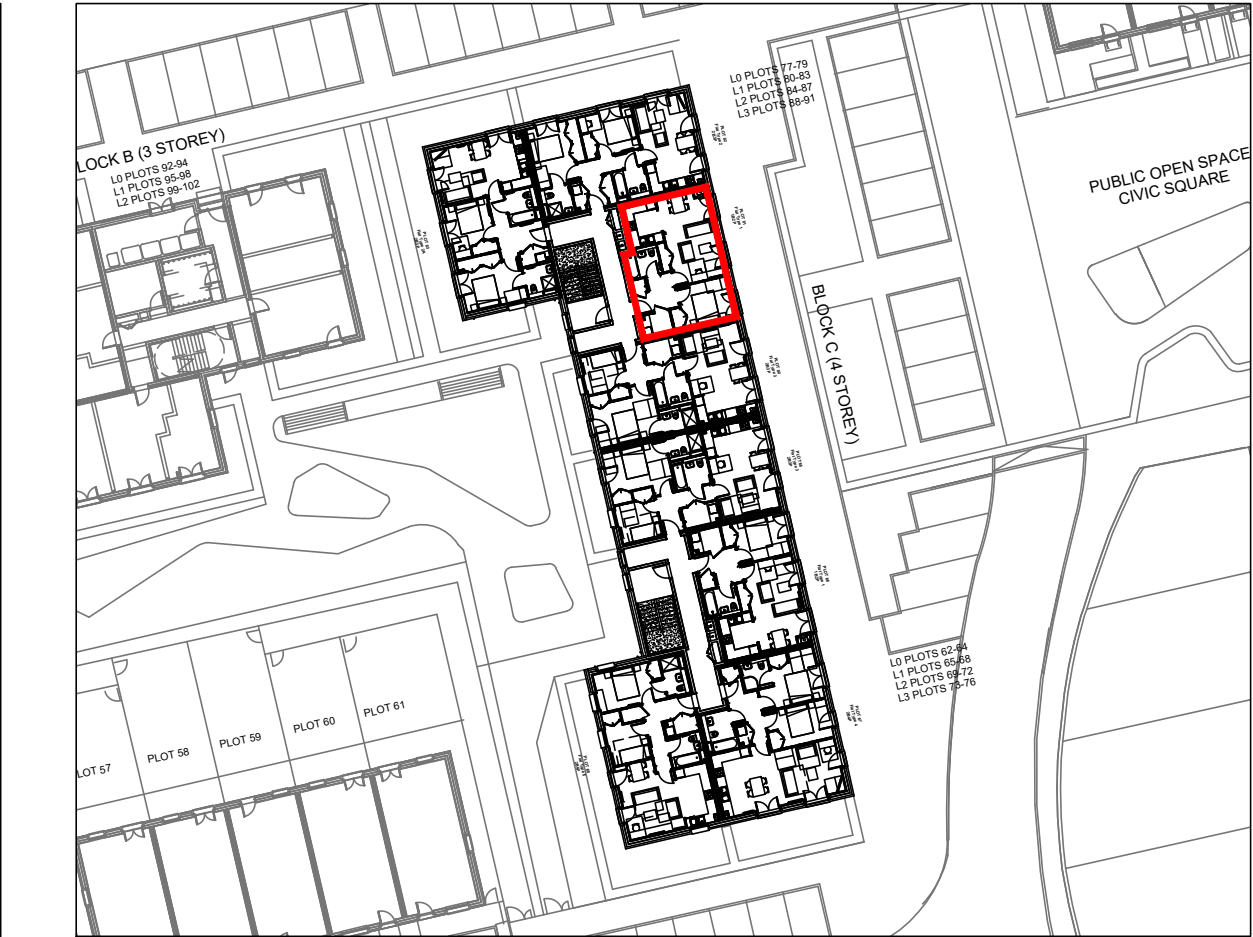 LOCK B (3 STOREY)
L0 PLOTS 92-94
L1 PLOTS 95-98
L2 PLOTS 99-102
L0 PLOTS 77-79
L1 PLOTS 80-83
L2 PLOTS 84-87
L3 PLOTS 88-91
PUBLIC OPEN SPACE
CIVIC SQUARE
BLOCK C (4 STOREY)
L0 PLOTS 62-64
L1 PLOTS 65-68
L2 PLOTS 69-72
L3 PLOTS 73-76
LOT 57
PLOT 58
PLOT 59
PLOT 60
PLOT 61